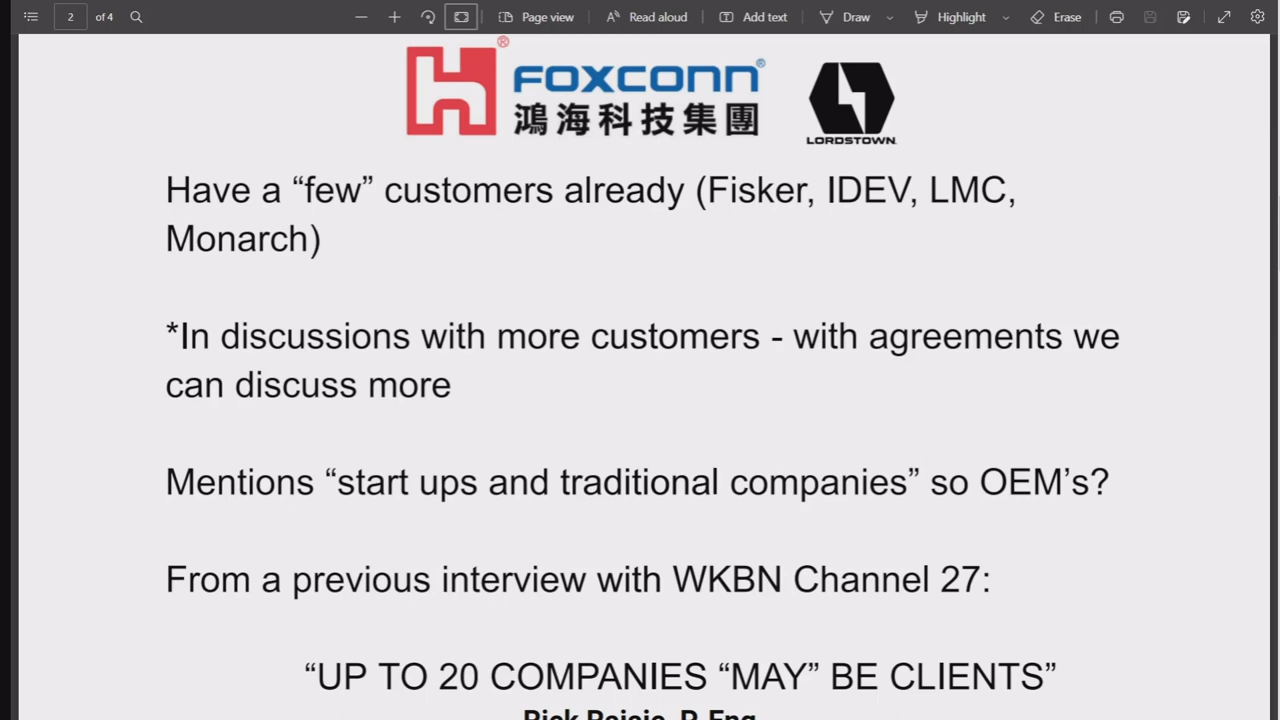 2 of 4 Page view Read aloud Add text Draw Highlight Erase
FOXCONN®
鴻海科技集團
LORDSTOWN
Have a “few” customers already (Fisker, IDEV, LMC,
Monarch)
*In discussions with more customers - with agreements we
can discuss more
Mentions “start ups and traditional companies” so OEM’s?
From a previous interview with WKBN Channel 27:
“UP TO 20 COMPANIES “MAY” BE CLIENTS”